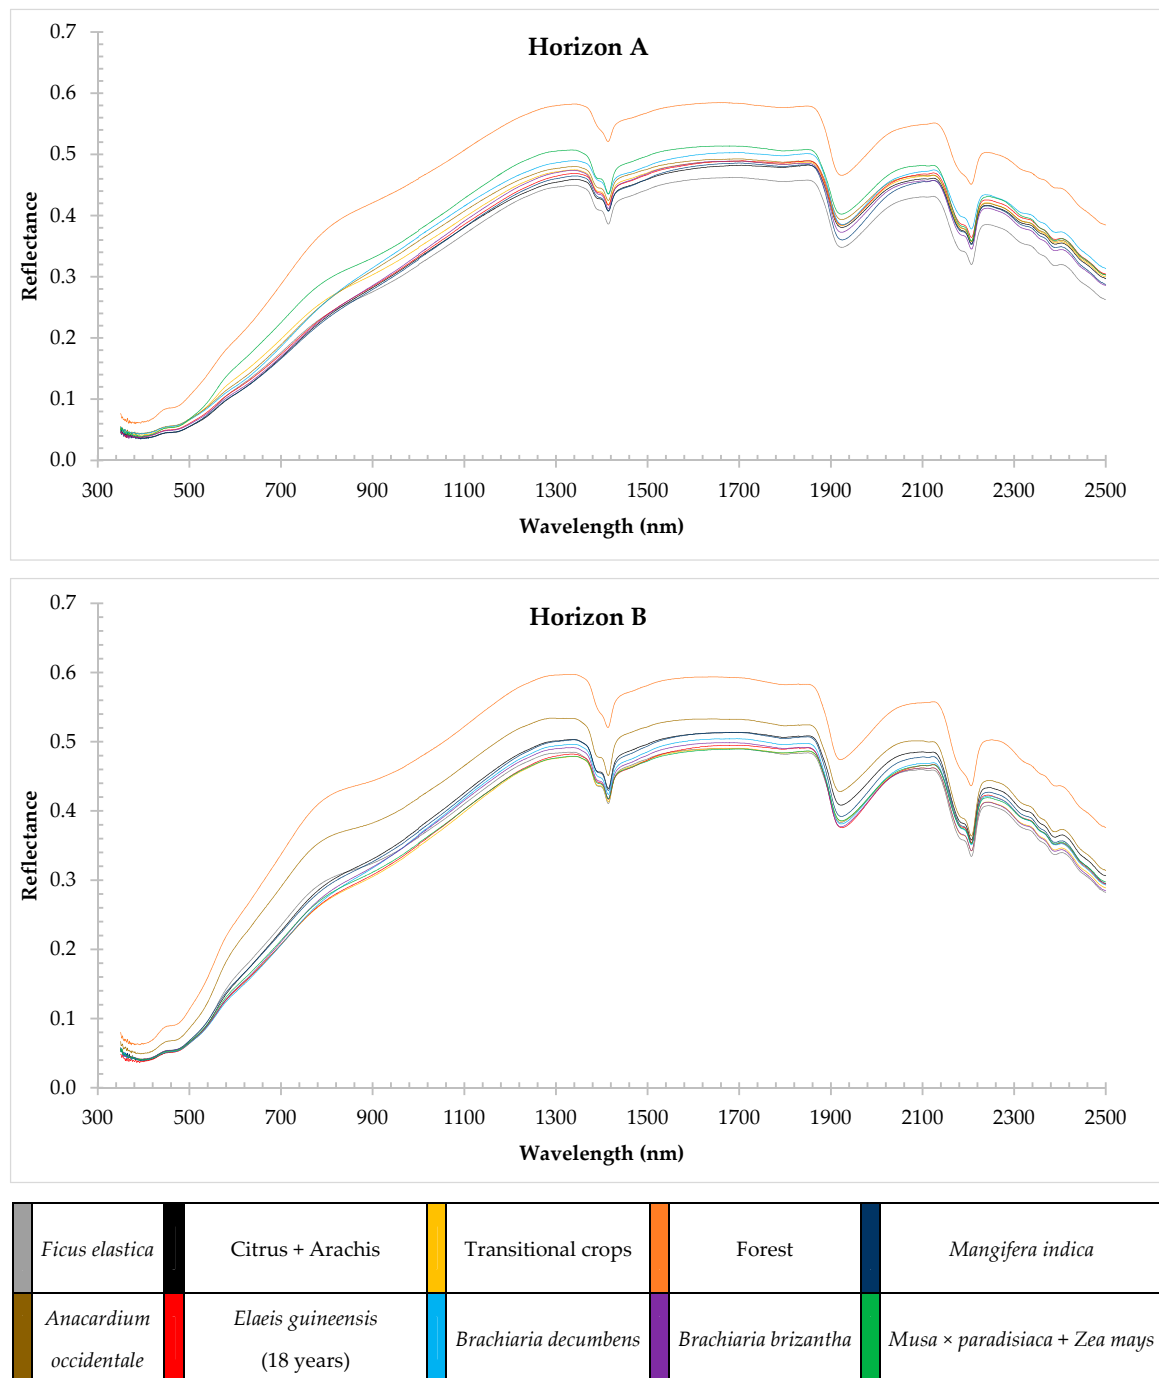 Horizon A
Reflectance
0.7
0.6
0.5
0.4
0.3
0.2
0.1
0.0
300 500 700 900 1100 1300 1500 1700 1900 2100 2300 2500
Wavelength (nm)
Horizon B
Reflectance
0.7
0.6
0.5
0.4
0.3
0.2
0.1
0.0
300 500 700 900 1100 1300 1500 1700 1900 2100 2300 2500
Wavelength (nm)
Ficus elastica Citrus + Arachis Transitional crops Forest Mangifera indica
Anacardium
occidentale
Elaeis guineensis
(18 years)
Brachiaria decumbens Brachiaria brizantha Musa × paradisiaca + Zea mays